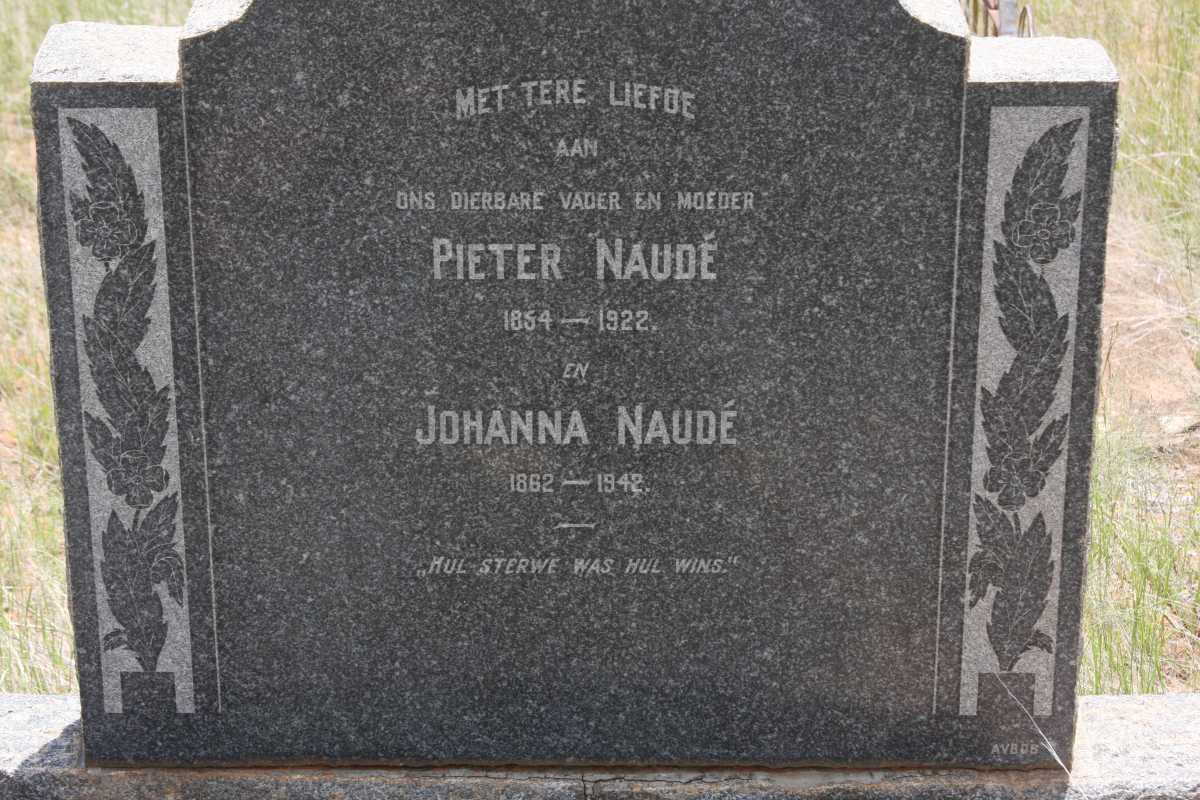 MET TERE LIEFDE
AAN
ONS DIERBARE VADER EN MOEDER
PIETER NAUDÉ
1854 — 1922.
EN
JOHANNA NAUDÉ
1862 — 1942.
„HUL STERWE WAS HUL WINS.“
AVBOB